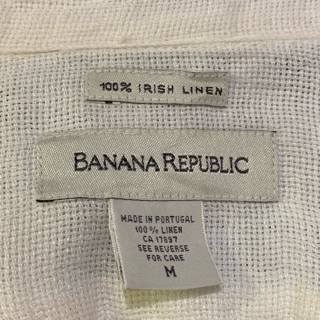 100% IRISH LINEN
BANANA REPUBLIC
MADE IN PORTUGAL
100% LINEN
CA 17897
SEE REVERSE
FOR CARE
M